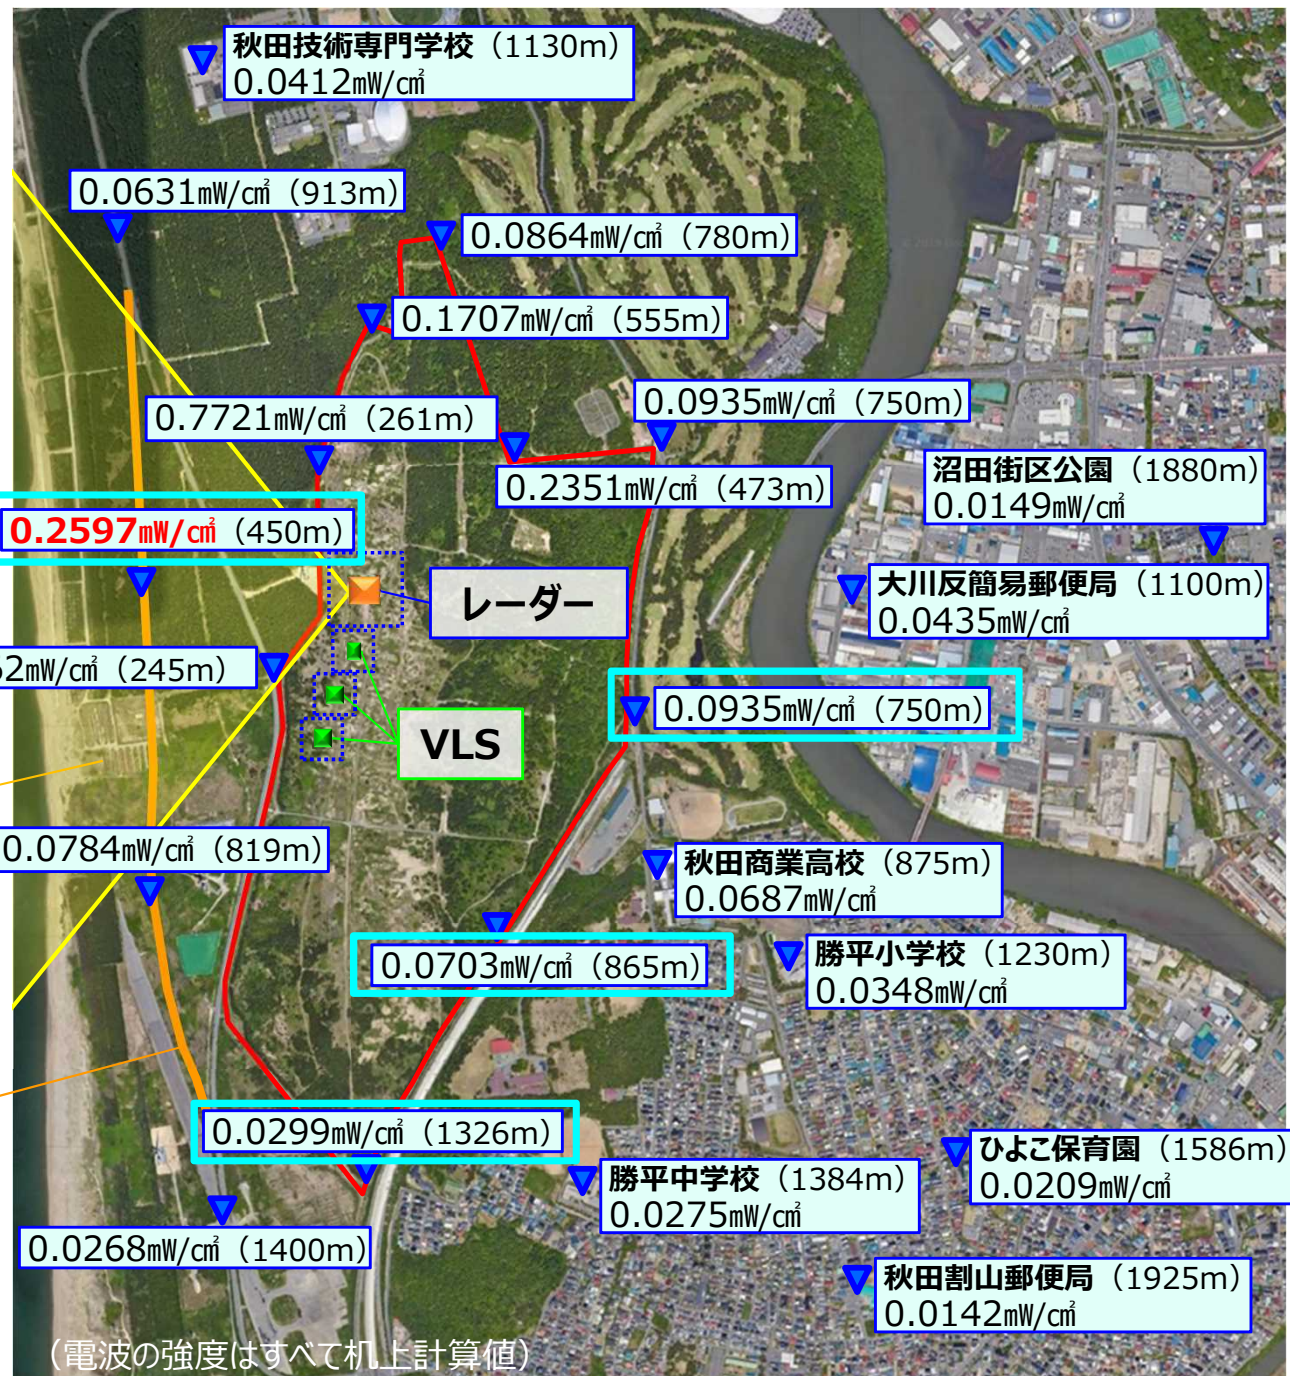 秋田技術専門学校（1130m）
0.0412mW/c㎡
0.0631mW/c㎡（913m）
0.0864mW/c㎡（780m）
0.1707mW/c㎡（555m）
0.7721mW/c㎡（261m）
0.0935mW/c㎡（750m）
0.2351mW/c㎡（473m）
沼田街区公園（1880m）
0.0149mW/c㎡
0.2597mW/c㎡（450m）
大川反簡易郵便局（1100m）
0.0435mW/c㎡
レーダー
2mW/c㎡（245m）
0.0935mW/c㎡（750m）
VLS
0.0784mW/c㎡（819m）
秋田商業高校（875m）
0.0687mW/c㎡
0.0703mW/c㎡（865m）
勝平小学校（1230m）
0.0348mW/c㎡
0.0299mW/c㎡（1326m）
ひよこ保育園（1586m）
0.0209mW/c㎡
勝平中学校（1384m）
0.0275mW/c㎡
0.0268mW/c㎡（1400m）
秋田割山郵便局（1925m）
0.0142mW/c㎡
（電波の強度はすべて机上計算値）